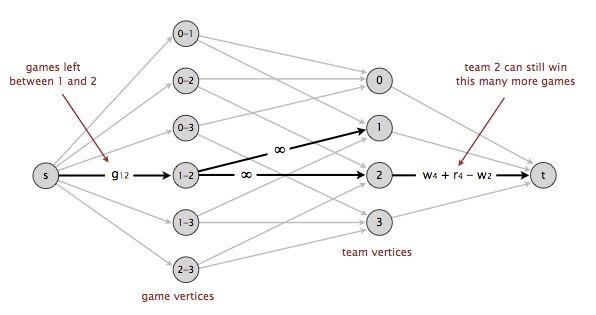 games left
between 1 and 2
team 2 can still win
this many more games
s
g12
0–1
0–2
0–3
1–2
1–3
2–3
∞
∞
0
1
2
3
w4 + r4 – w2
t
team vertices
game vertices